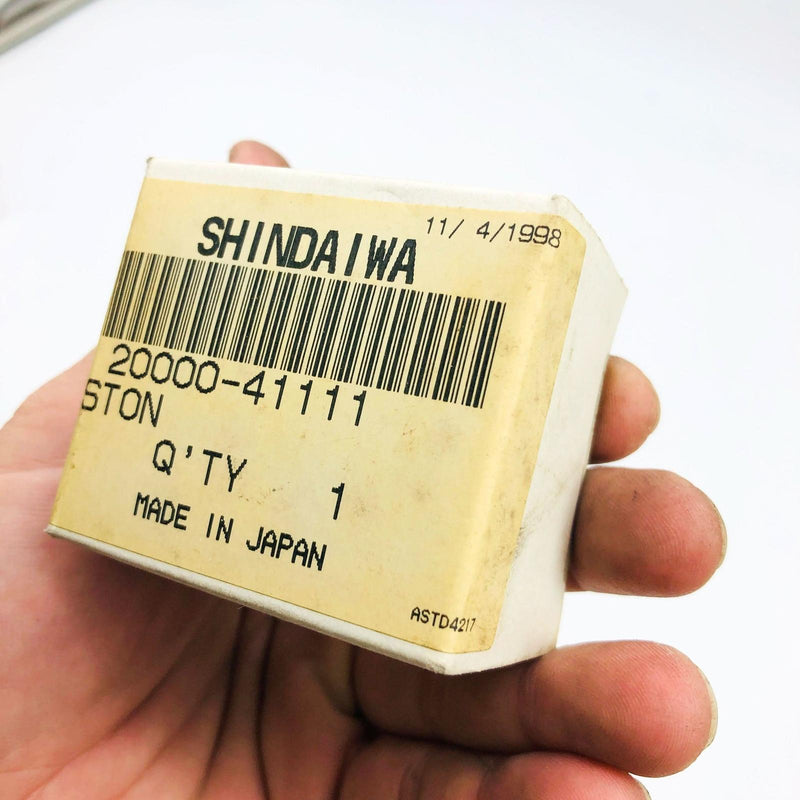 11/ 4/1998
SHINDAIWA
20000-41111
STON
Q'TY 1
MADE IN JAPAN
ASTD4217